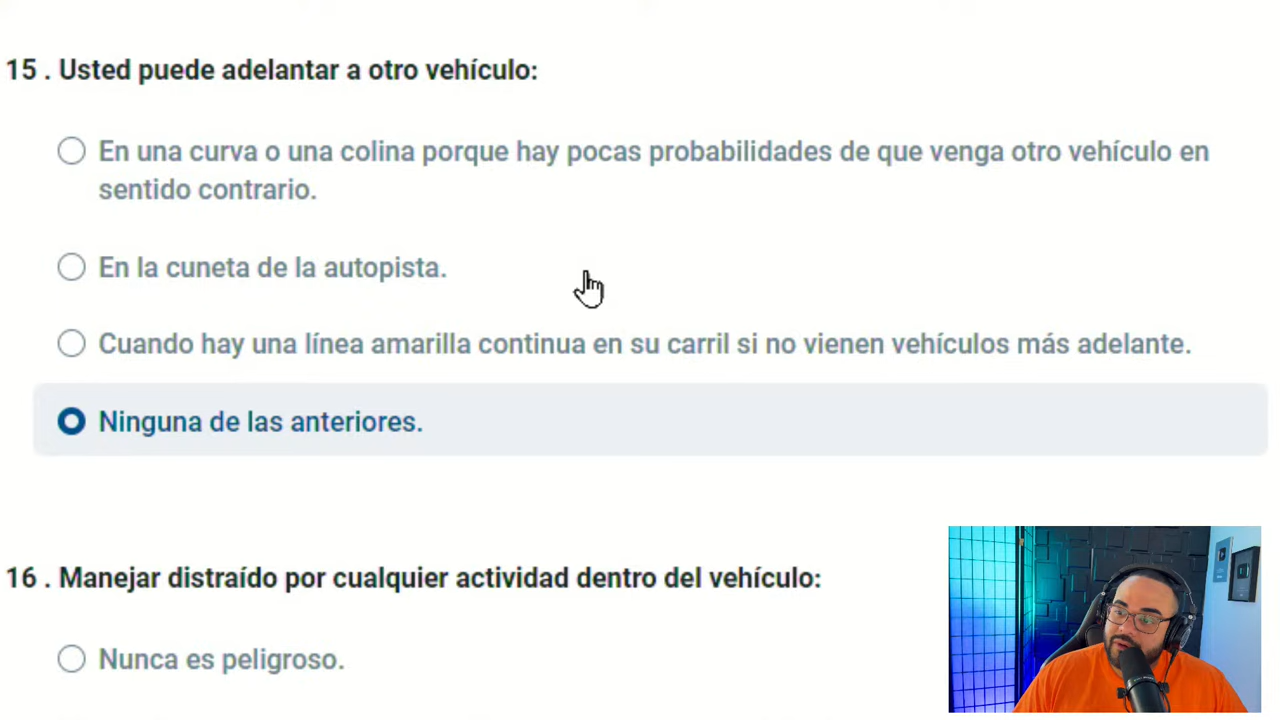 15 . Usted puede adelantar a otro vehículo:
En una curva o una colina porque hay pocas probabilidades de que venga otro vehículo en
sentido contrario.
En la cuneta de la autopista.
Cuando hay una línea amarilla continua en su carril si no vienen vehículos más adelante.
Ninguna de las anteriores.
16 . Manejar distraído por cualquier actividad dentro del vehículo:
Nunca es peligroso.